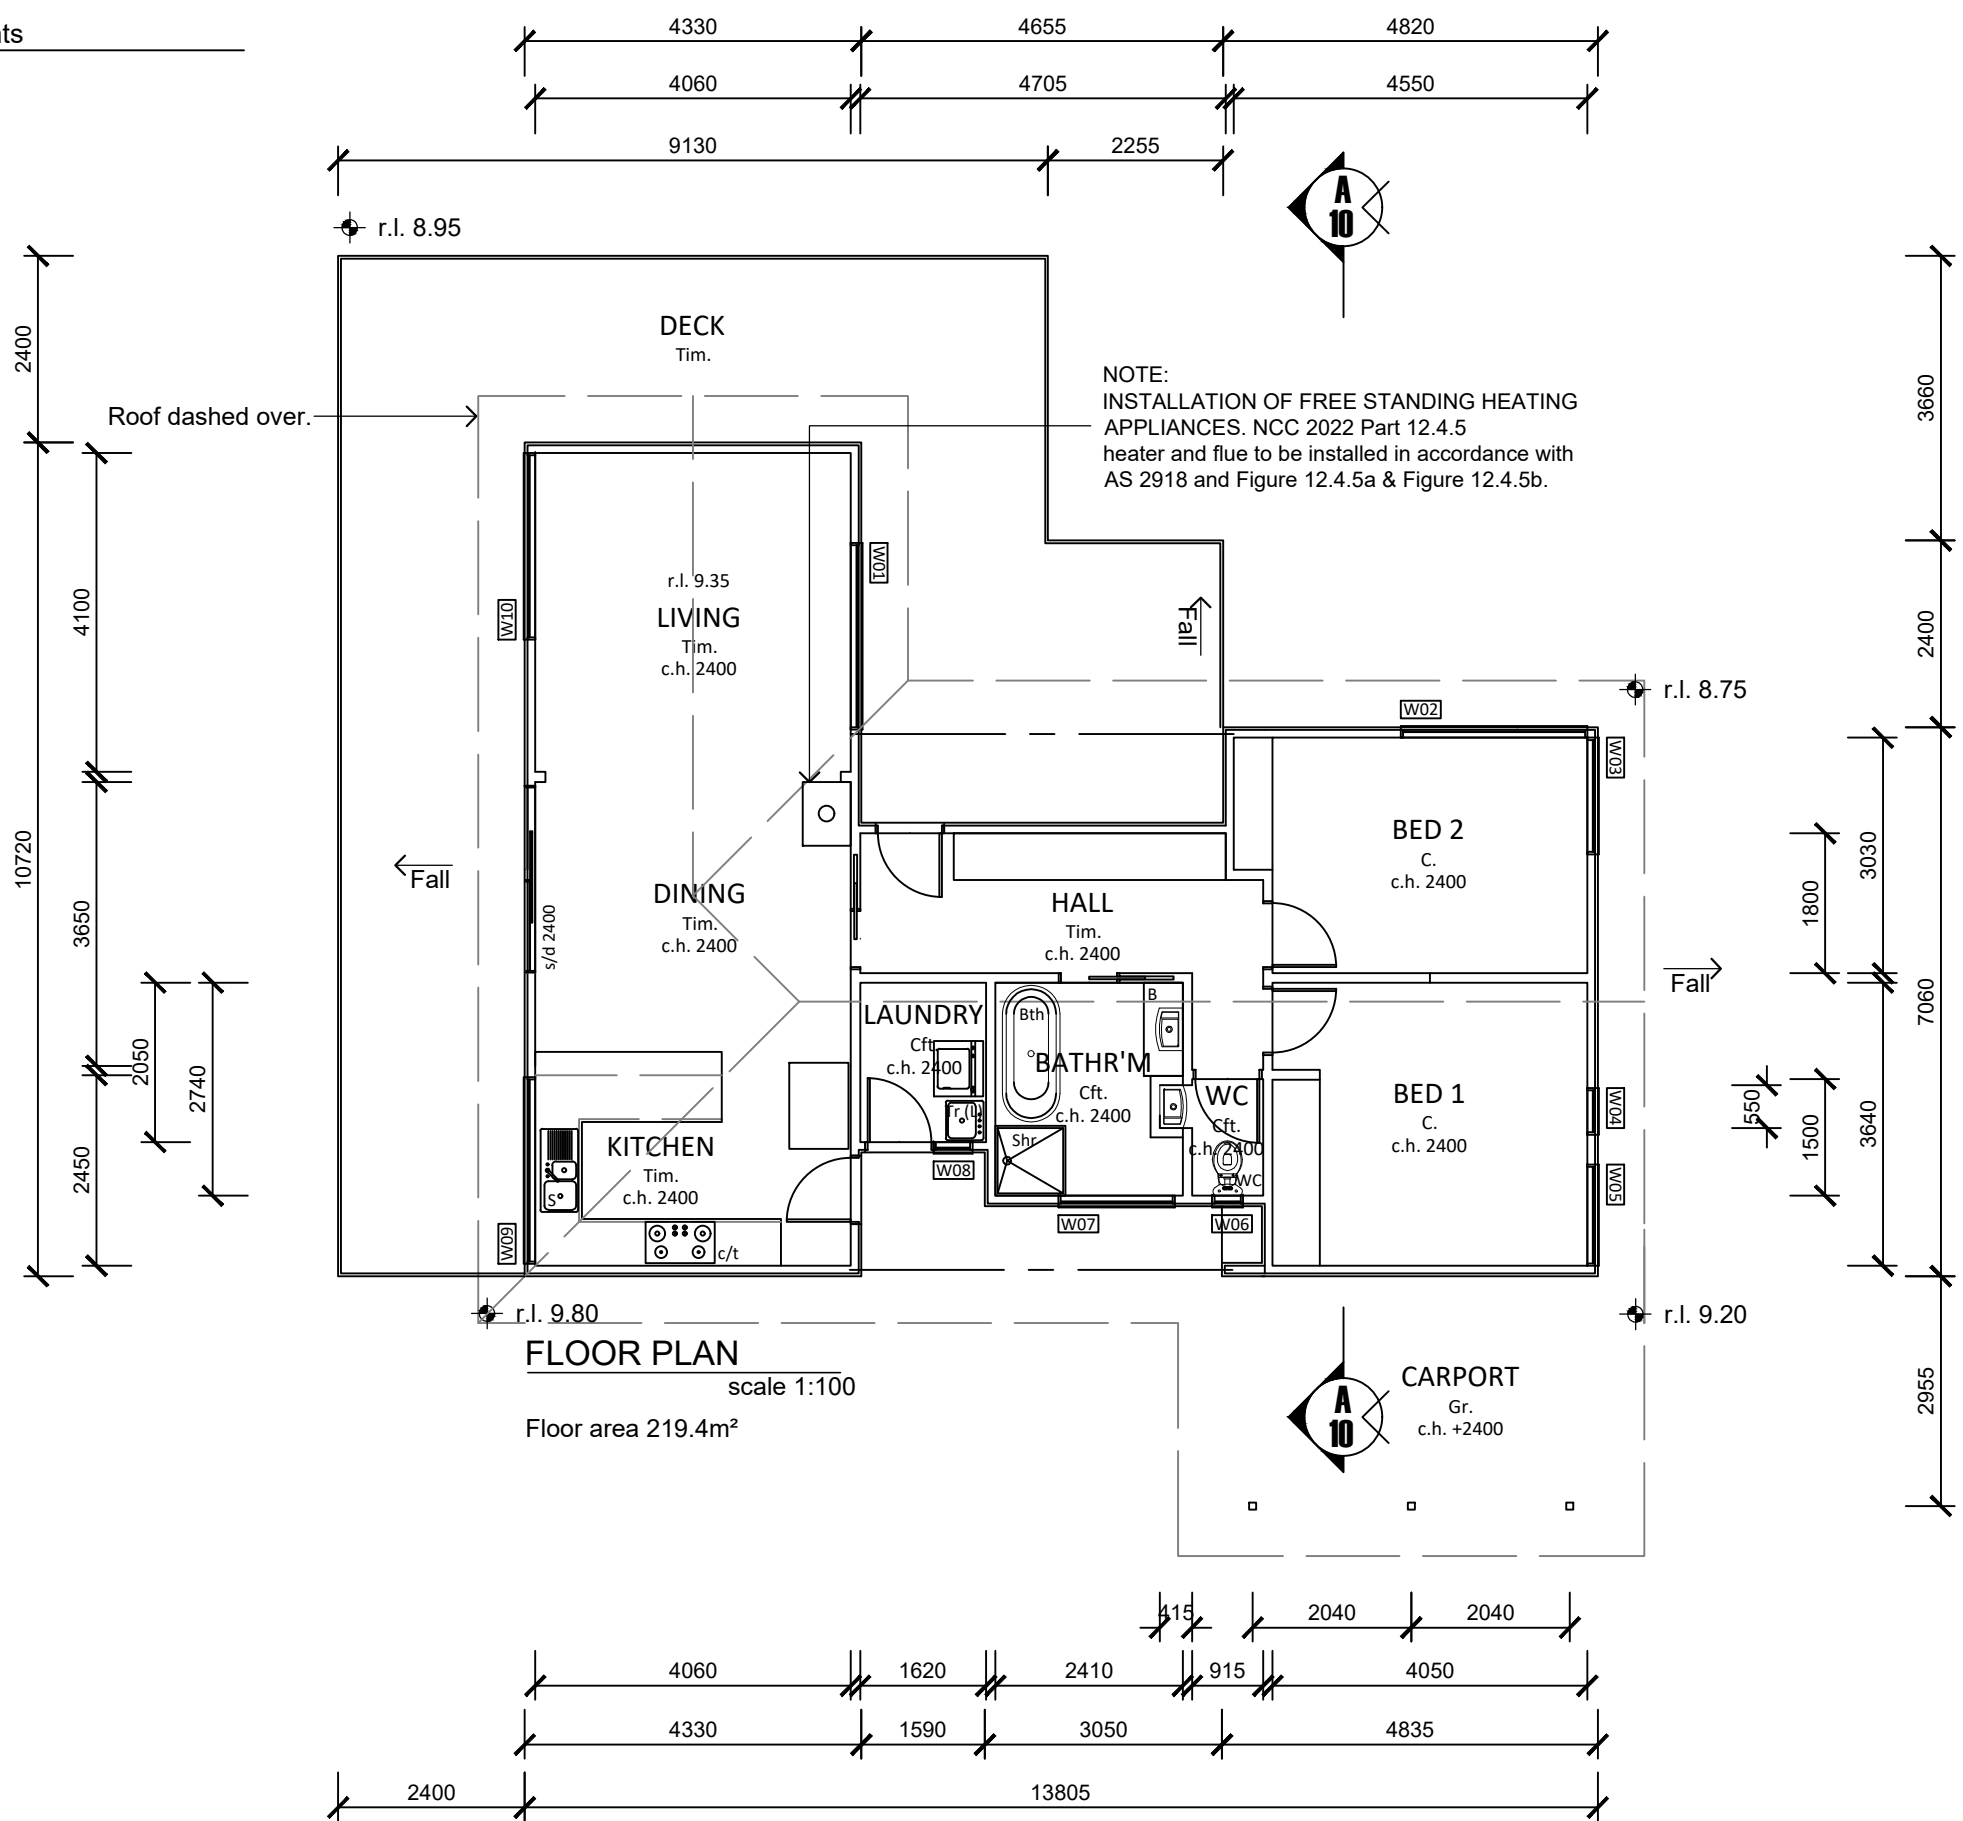 nts
4330
4655
4820
4060
4705
4550
9130
2255
A
10
r.l. 8.95
2400
DECK
Tim.
Roof dashed over.
NOTE:
INSTALLATION OF FREE STANDING HEATING
APPLIANCES. NCC 2022 Part 12.4.5
heater and flue to be installed in accordance with
AS 2918 and Figure 12.4.5a & Figure 12.4.5b.
3660
W01
r.l. 9.35
LIVING
Tim.
c.h. 2400
W10
4100
Fall
2400
r.l. 8.75
W02
W03
BED 2
C.
c.h. 2400
3030
1800
10720
3650
Fall
DINING
Tim.
c.h. 2400
s/d 2400
HALL
Tim.
c.h. 2400
Fall
7060
2050
2740
2450
LAUNDRY
Cft.
c.h. 2400
Tr (L)
Bth
B
BATHR'M
Cft.
c.h. 2400
Shr
WC
Cft.
c.h. 2400
WC
BED 1
C.
c.h. 2400
W04
W05
550
1500
3640
KITCHEN
Tim.
c.h. 2400
S
c/t
W09
W08
W07
W06
r.l. 9.80
r.l. 9.20
FLOOR PLAN
scale 1:100
Floor area 219.4m²
A
10
CARPORT
Gr.
c.h. +2400
2955
415
2040
2040
4060
1620
2410
915
4050
4330
1590
3050
4835
2400
13805